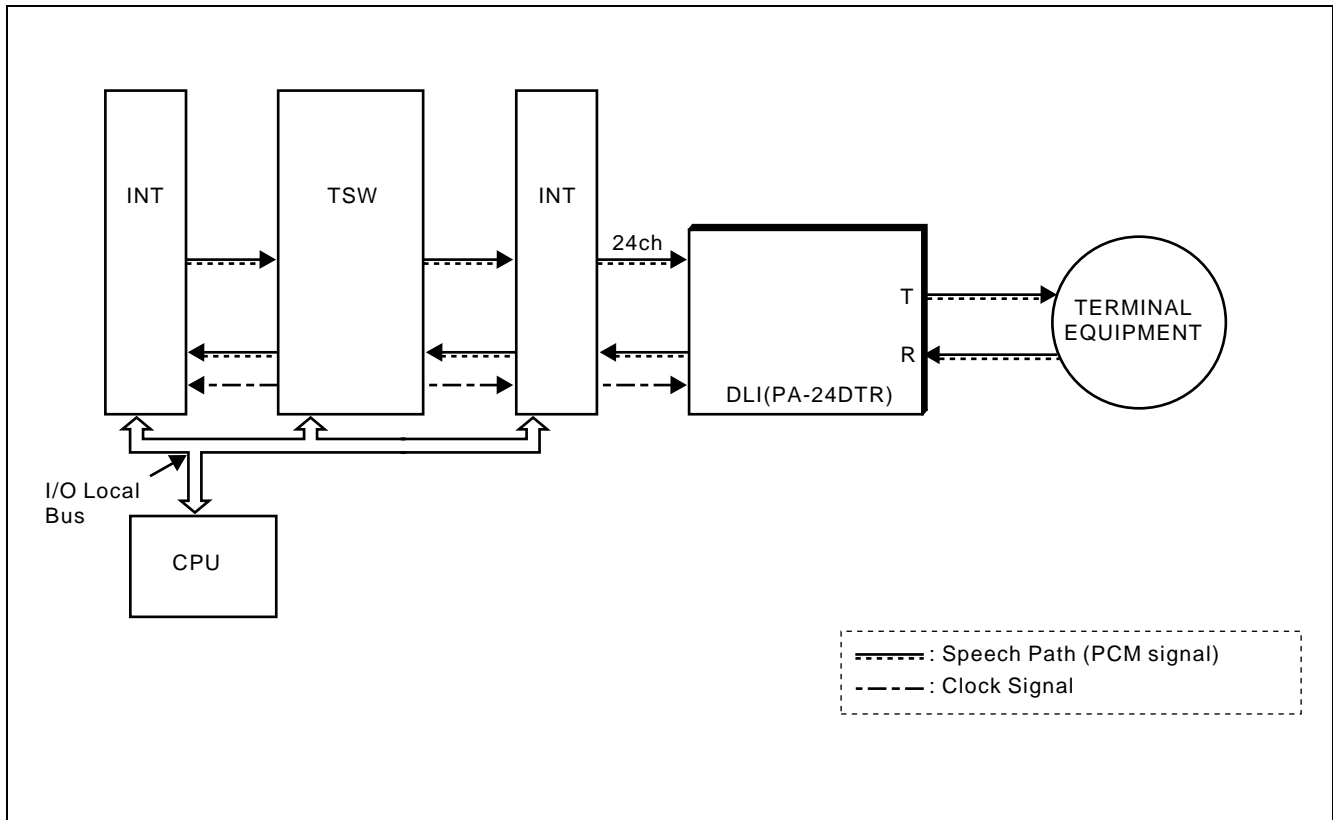 INT
TSW
INT
24ch
T
R
DLI(PA-24DTR)
TERMINAL
EQUIPMENT
I/O Local
Bus
CPU
: Speech Path (PCM signal)
: Clock Signal